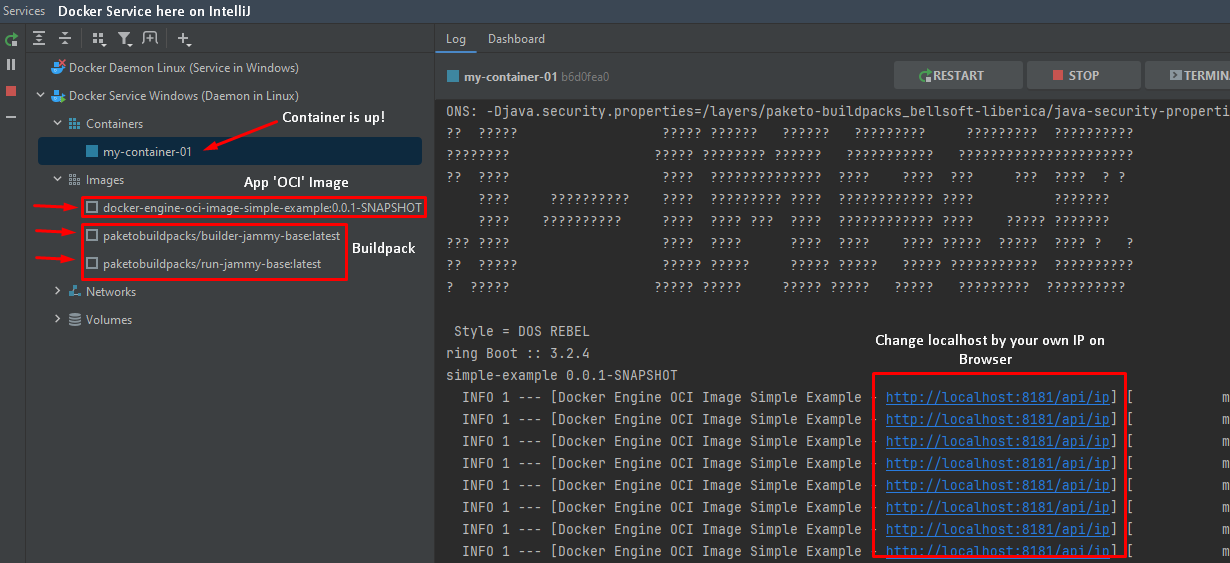 Services
Docker Service here on IntelliJ
Docker Daemon Linux (Service in Windows)
Docker Service Windows (Daemon in Linux)
Containers
Container is up!
my-container-01
Images
App 'OCI' Image
docker-engine-oci-image-simple-example:0.0.1-SNAPSHOT
paketobuildpacks/builder-jammy-base:latest
Buildpack
paketobuildpacks/run-jammy-base:latest
Networks
Volumes
Log Dashboard
my-container-01 b6d0fea0
RESTART STOP TERMIN
ONS: -Djava.security.properties=/layers/paketo-buildpacks_bellsoft-liberica/java-security-properti
?? ????? ????? ?????? ?????? ????????? ????????? ??????????
???????? ????? ???????? ?????? ??????????? ???????????????????????
Style = DOS REBEL
ring Boot :: 3.2.4
simple-example 0.0.1-SNAPSHOT
Change localhost by your own IP on
Browser
INFO 1 --- [Docker Engine OCI Image Simple Example - http://localhost:8181/api/ip] [ m
INFO 1 --- [Docker Engine OCI Image Simple Example - http://localhost:8181/api/ip] [ m
INFO 1 --- [Docker Engine OCI Image Simple Example - http://localhost:8181/api/ip] [ m
INFO 1 --- [Docker Engine OCI Image Simple Example - http://localhost:8181/api/ip] [ m
INFO 1 --- [Docker Engine OCI Image Simple Example - http://localhost:8181/api/ip] [ m
INFO 1 --- [Docker Engine OCI Image Simple Example - http://localhost:8181/api/ip] [ m
INFO 1 --- [Docker Engine OCI Image Simple Example - http://localhost:8181/api/ip] [ m
INFO 1 --- [Docker Engine OCI Image Simple Example - http://localhost:8181/api/ip] [ m